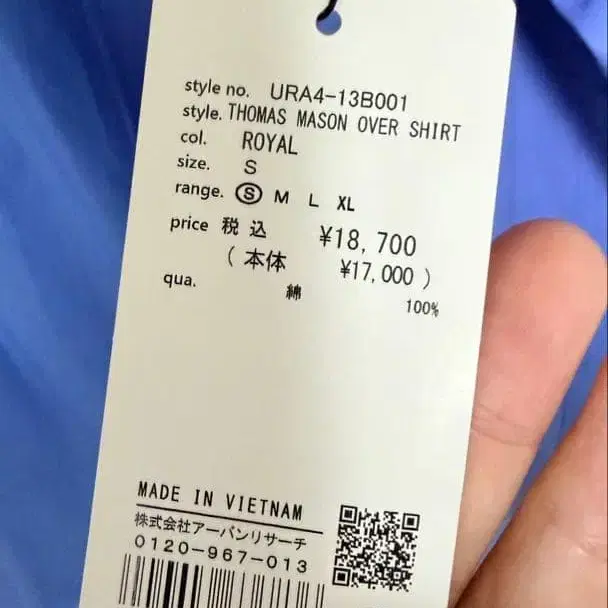 style no. URA4-13B001
style. THOMAS MASON OVER SHIRT
col. ROYAL
size. S
range. S M L XL
price 税込 ¥18,700
(本体 ¥17,000)
qua. 綿 100%
MADE IN VIETNAM
株式会社アーバンリサーチ
0120-967-013